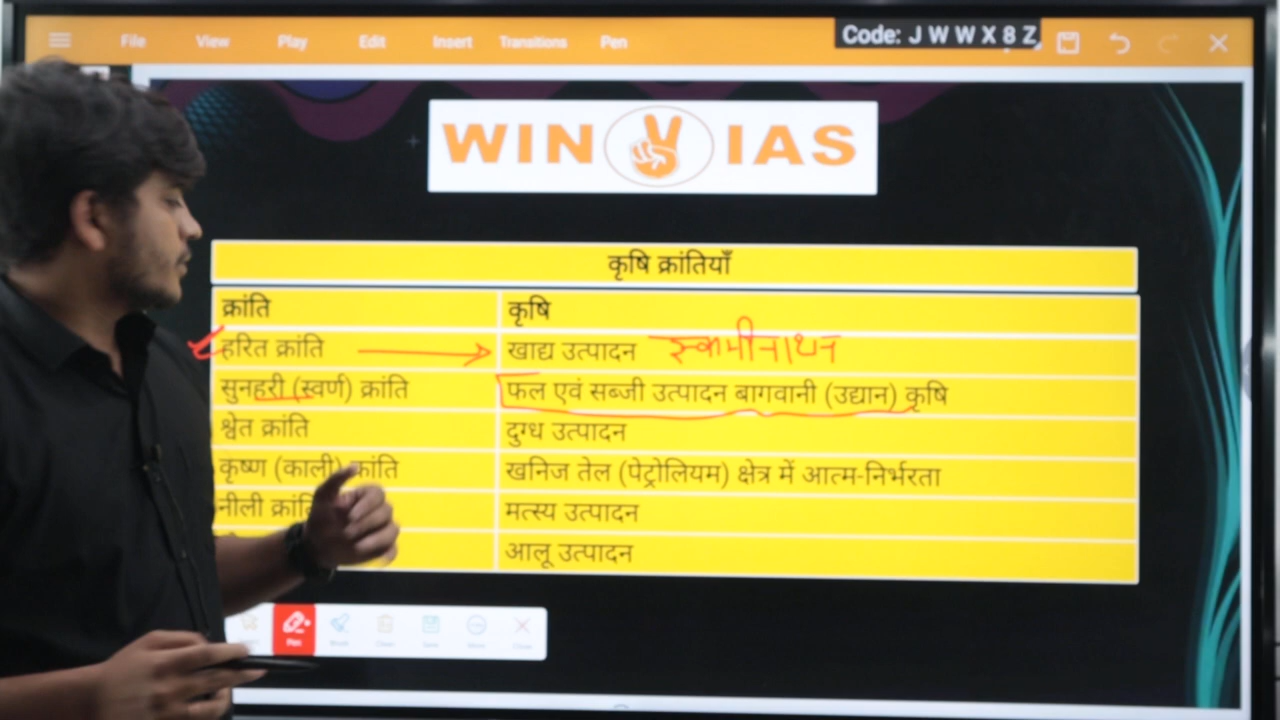 File View Play Edit Insert Transitions Pen
Code: J W W X 8 Z
WIN IAS
कृषि क्रांतियाँ
क्रांति कृषि
हरित क्रांति खाद्य उत्पादन स्वामीनाथन
सुनहरी (स्वर्ण) क्रांति फल एवं सब्जी उत्पादन बागवानी (उद्यान) कृषि
श्वेत क्रांति दुग्ध उत्पादन
कृष्ण (काली) क्रांति खनिज तेल (पेट्रोलियम) क्षेत्र में आत्म-निर्भरता
नीली मत्स्य उत्पादन
आलू उत्पादन
Pen